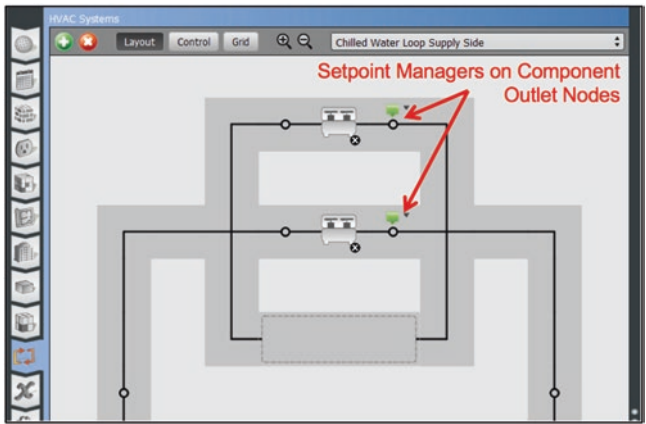 HVAC Systems
Layout Control Grid Chilled Water Loop Supply Side
Setpoint Managers on Component
Outlet Nodes